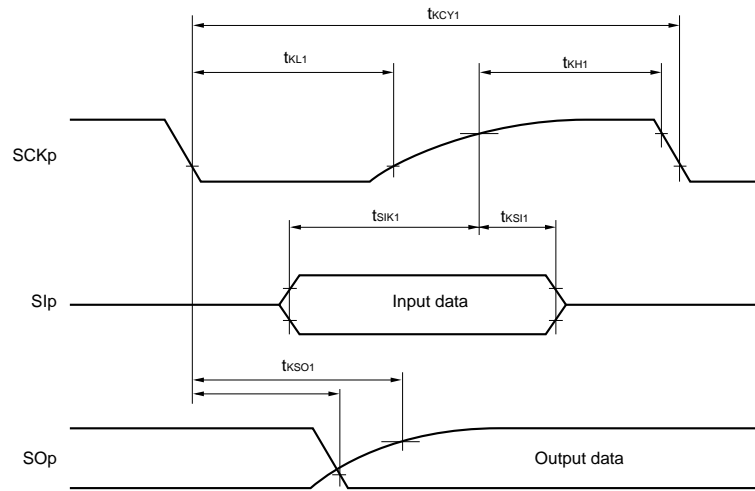 tKCY1
tKL1
tKH1
SCKp
tSIK1
tKSI1
SIp
Input data
tKSO1
SOp
Output data